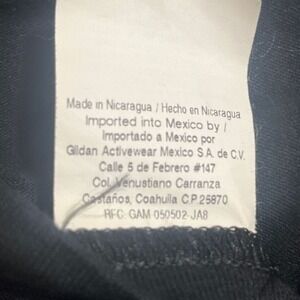 Made in Nicaragua / Hecho en Nicaragua
Imported into Mexico by /
Importado a Mexico por
Gildan Activewear Mexico S.A. de C.V.
Calle 5 de Febrero #147
Col. Venustiano Carranza
Castaños, Coahuila C.P. 25870
RFC: GAM 050502-JA8